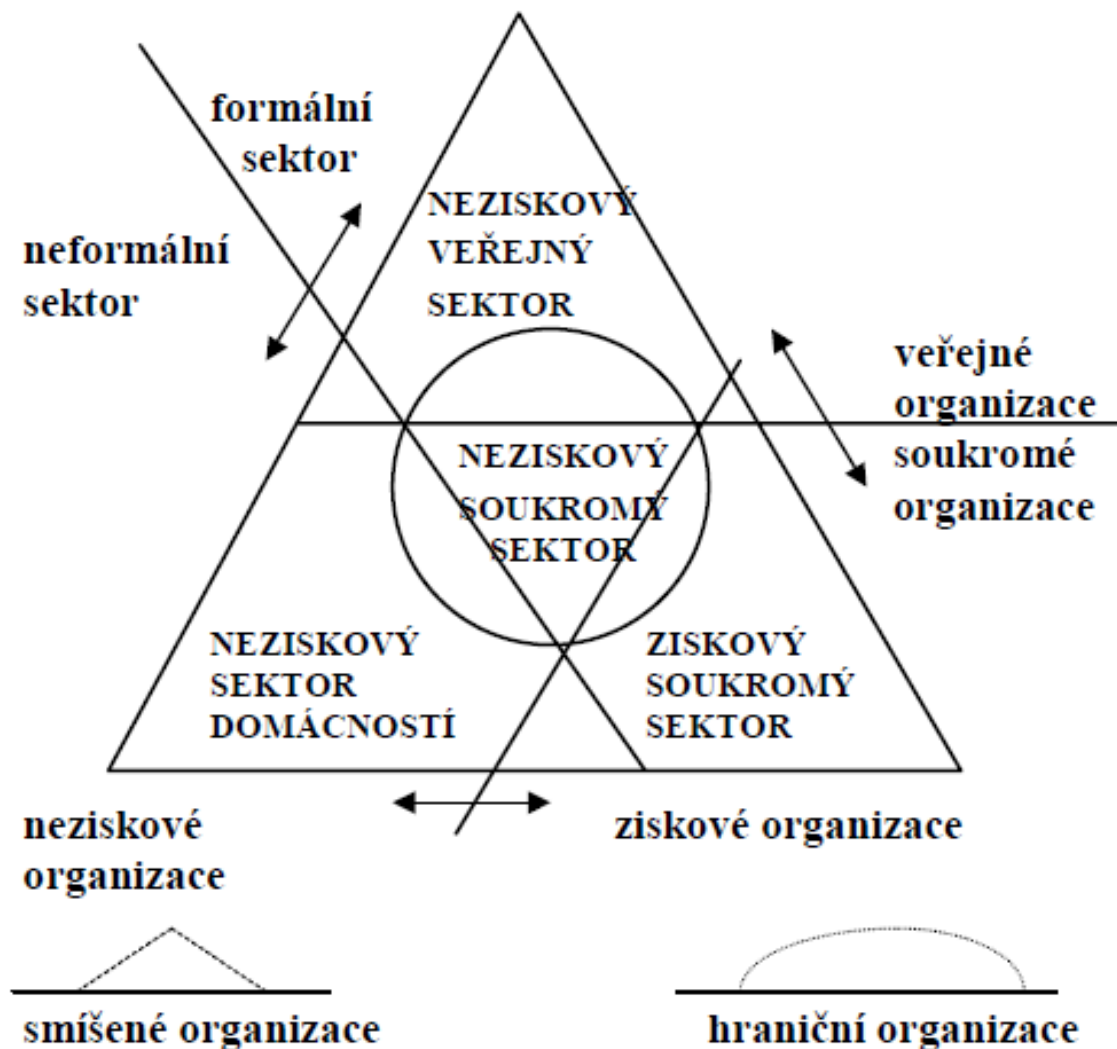 formální
sektor
neformální
sektor
NEZISKOVÝ
VEŘEJNÝ
SEKTOR
veřejné
organizace
soukromé
organizace
NEZISKOVÝ
SOUKROMÝ
SEKTOR
NEZISKOVÝ
SEKTOR
DOMÁCNOSTÍ
ZISKOVÝ
SOUKROMÝ
SEKTOR
neziskové
organizace
ziskové organizace
smíšené organizace
hraniční organizace